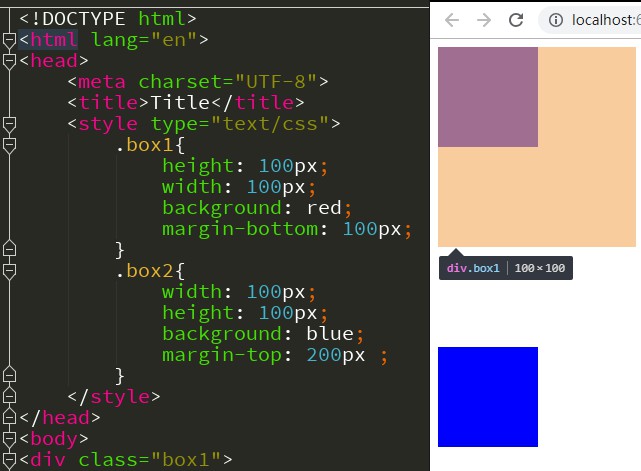 <!DOCTYPE html>
<html lang="en">
<head>
<meta charset="UTF-8">
<title>Title</title>
<style type="text/css">
.box1{
height: 100px;
width: 100px;
background: red;
margin-bottom: 100px;
}
.box2{
width: 100px;
height: 100px;
background: blue;
margin-top: 200px ;
}
</style>
</head>
<body>
<div class="box1">
localhost:6
div.box1 | 100×100